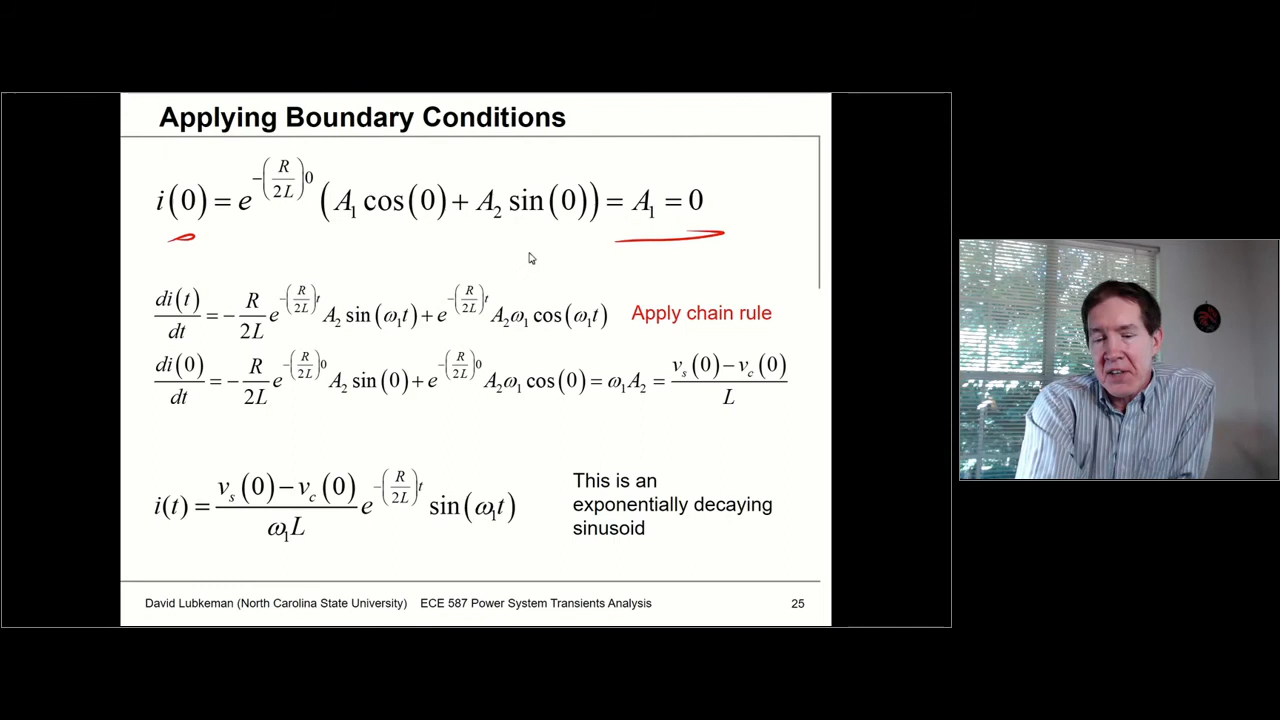 Applying Boundary Conditions
i(0) = e^{-(R/2L)0} (A₁ cos(0) + A₂ sin(0)) = A₁ = 0
di(t)/dt = -R/2L e^{-(R/2L)t} A₂ sin(ω₁t) + e^{-(R/2L)t} A₂ω₁ cos(ω₁t) Apply chain rule
di(0)/dt = -R/2L e^{-(R/2L)0} A₂ sin(0) + e^{-(R/2L)0} A₂ω₁ cos(0) = ω₁A₂ = (v_s(0) - v_c(0))/L
i(t) = (v_s(0) - v_c(0))/(ω₁L) e^{-(R/2L)t} sin(ω₁t)
This is an
exponentially decaying
sinusoid
David Lubkeman (North Carolina State University) ECE 587 Power System Transients Analysis 25